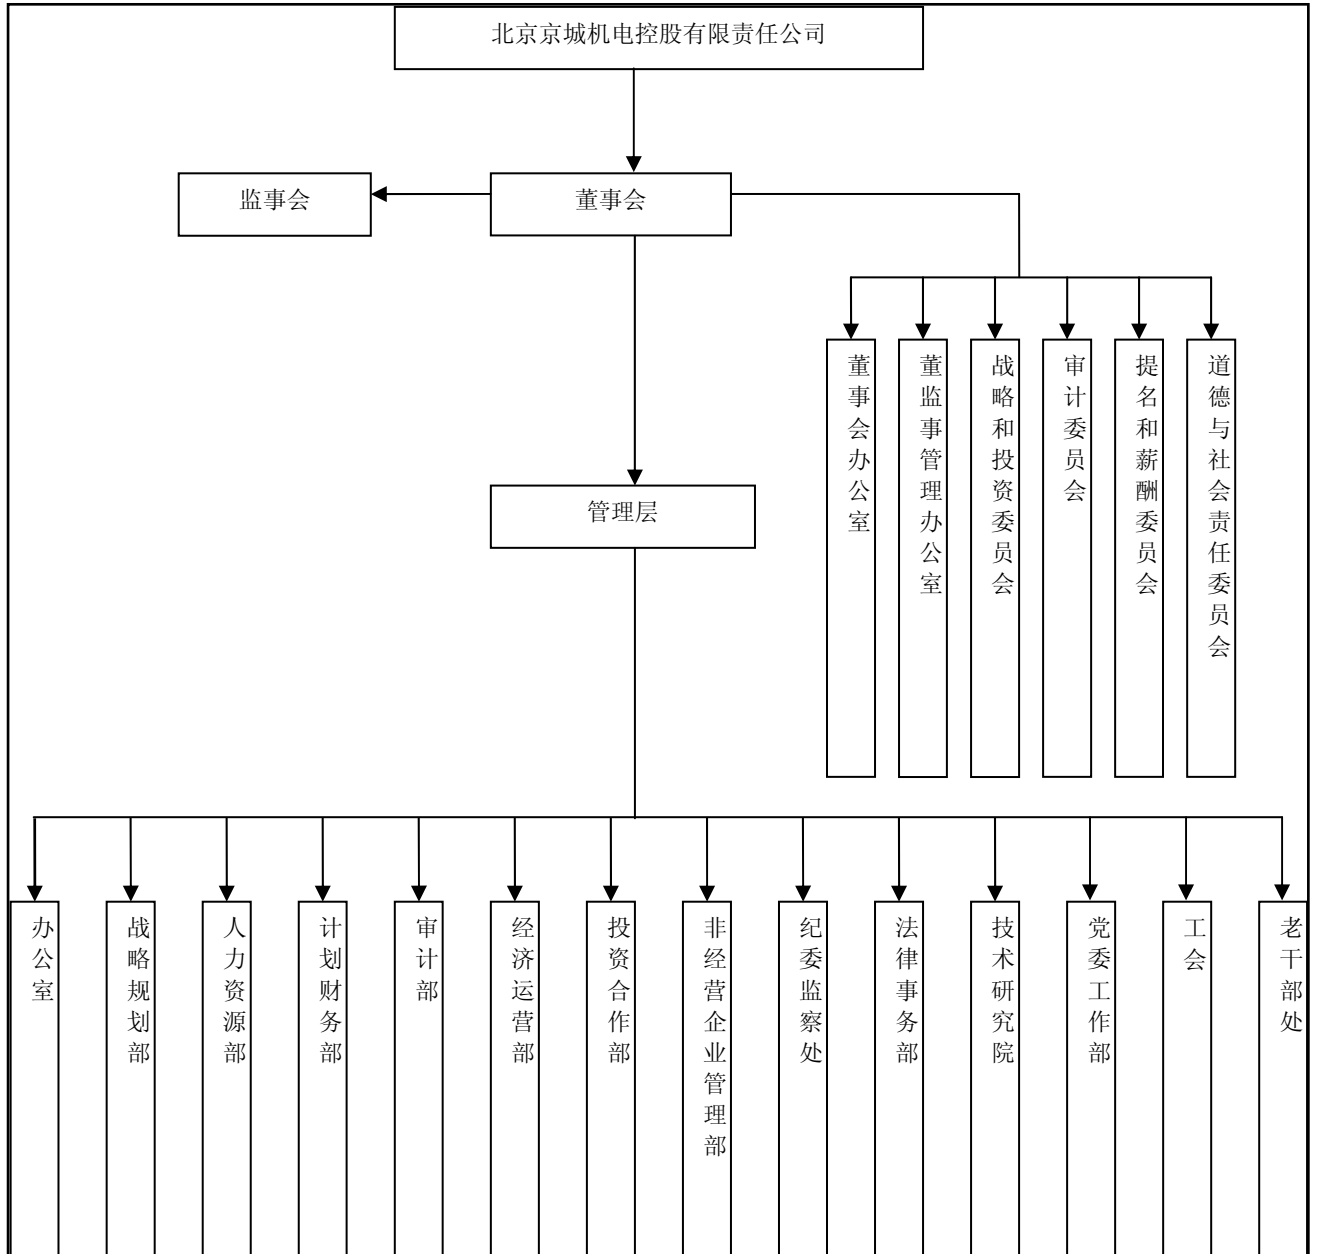 北京京城机电控股有限责任公司
监事会
董事会
董事会办公室
董监事管理办公室
战略和投资委员会
审计委员会
提名和薪酬委员会
道德与社会责任委员会
管理层
办公室
战略规划部
人力资源部
计划财务部
审计部
经济运营部
投资合作部
非经营企业管理部
纪委监察处
法律事务部
技术研究院
党委工作部
工会
老干部处